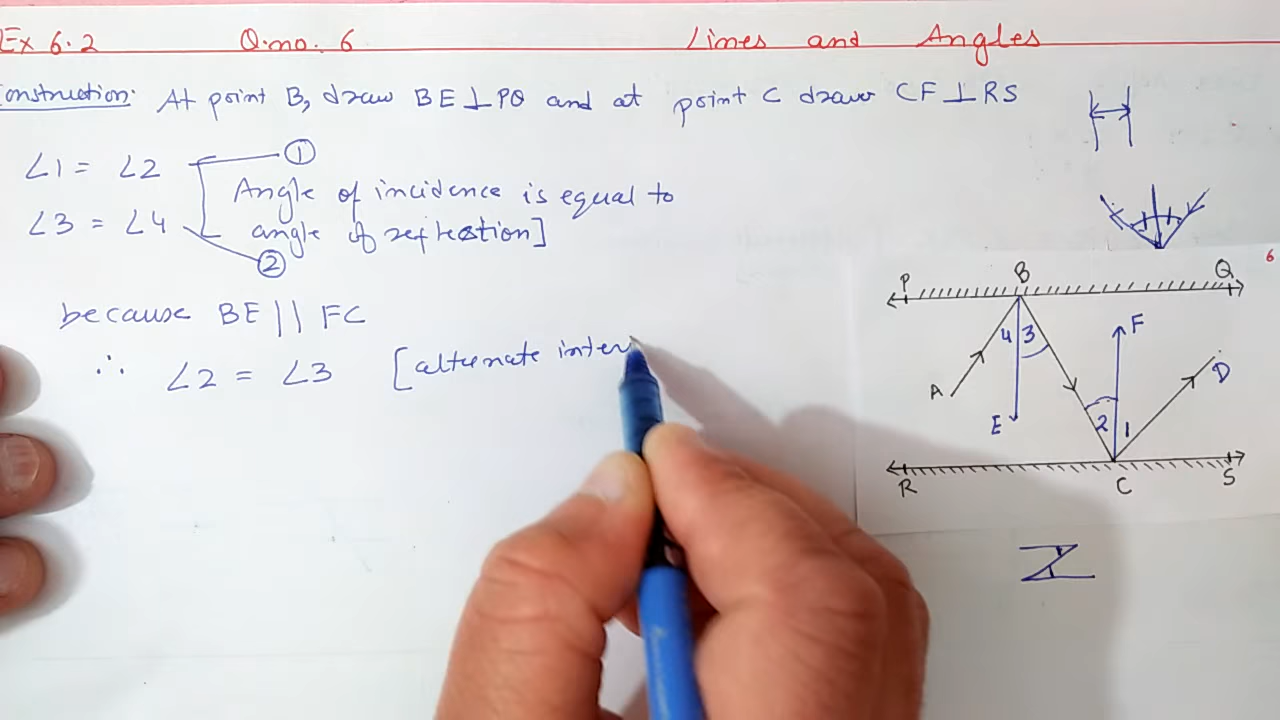 Ex 6.2 Q.no. 6 Lines and Angles
Construction: At point B, draw BE⊥PQ and at point C draw CF⊥RS
∠1 = ∠2 ①
Angle of incidence is equal to
∠3 = ∠4 angle of reflection]
②
because BE || FC
∴ ∠2 = ∠3 [alternate inter
6
P B Q
4 3 F
A D
E 2 1
R C S